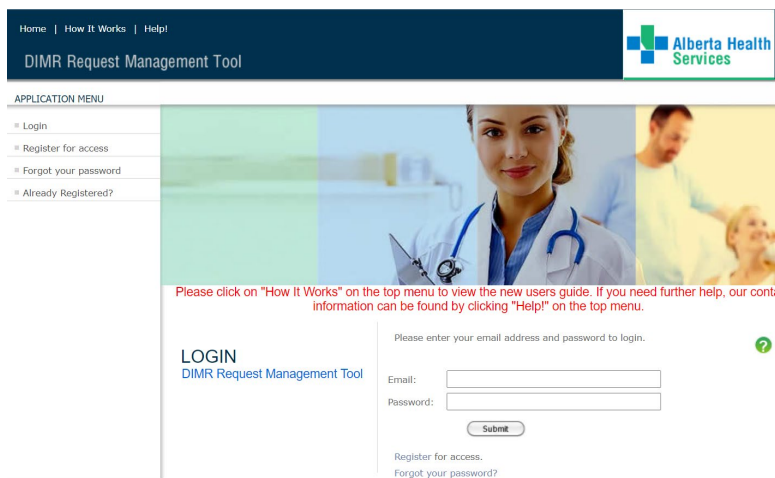 Home | How It Works | Help!
DIMR Request Management Tool
Alberta Health
Services
APPLICATION MENU
Login
Register for access
Forgot your password
Already Registered?
Please click on "How It Works" on the top menu to view the new users guide. If you need further help, our
information can be found by clicking "Help!" on the top menu.
Please enter your email address and password to login.
?
LOGIN
DIMR Request Management Tool
Email:
Password:
Submit
Register for access.
Forgot your password?